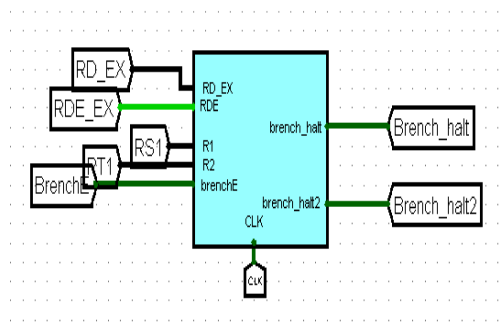 RD_EX
RD_EX
RDE_EX
RDE
brench_halt
Brench_halt
RS1
R1
RT1
R2
BrenchE
brenchE
brench_halt2
Brench_halt2
CLK
CLK